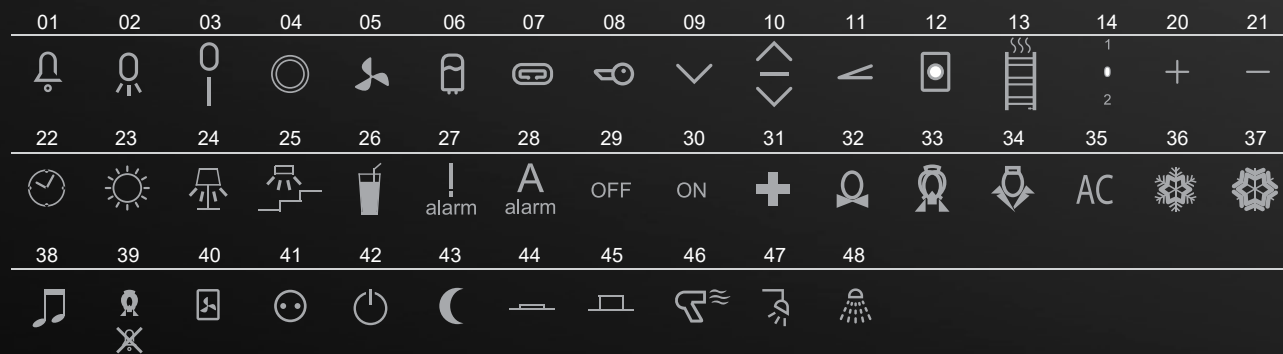 01 02 03 04 05 06 07 08 09 10 11 12 13 14 20 21
1
2
22 23 24 25 26 27 28 29 30 31 32 33 34 35 36 37
! A OFF ON AC
alarm alarm
38 39 40 41 42 43 44 45 46 47 48